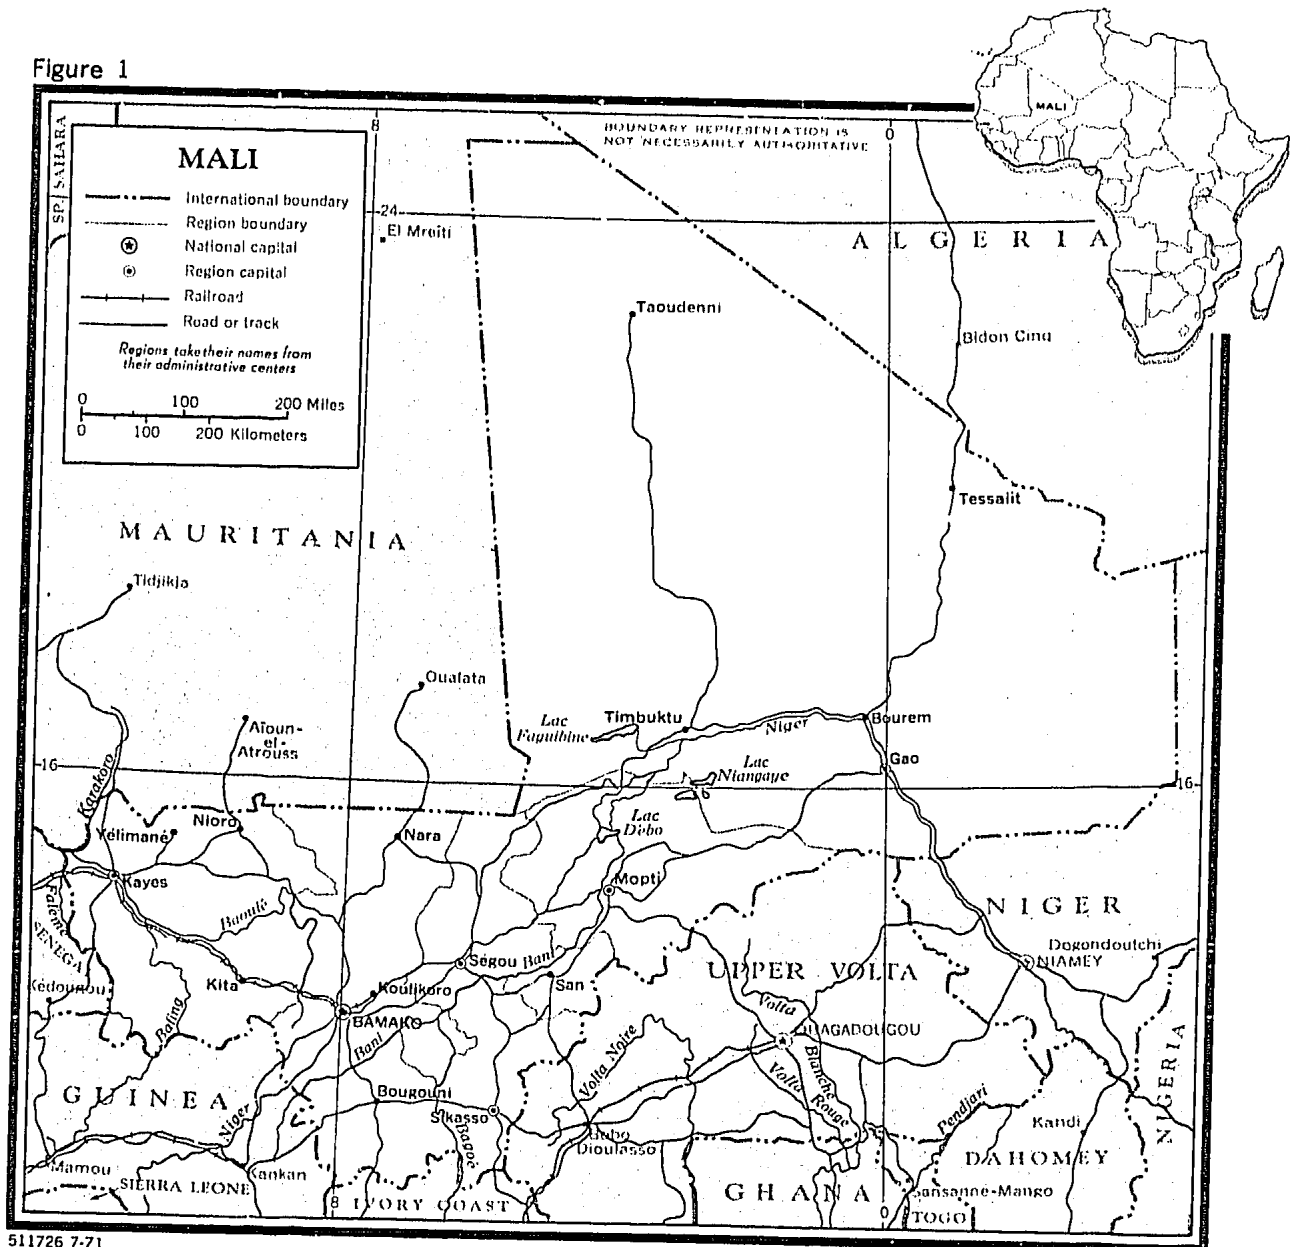 Figure 1
MALI
BOUNDARY REPRESENTATION IS
NOT NECESSARILY AUTHORITATIVE
SP. SAHARA
MALI
International boundary
Region boundary
National capital
Region capital
Railroad
Road or track
Regions take their names from
their administrative centers
0 100 200 Miles
0 100 200 Kilometers
8
0
24
El Mreïti
ALGERIA
Taoudenni
Bidon Cinq
Tessalit
MAURITANIA
Tidjikja
Oualata
Aïoun-
el-
Atrouss
Lac
Faguibine
Timbuktu
Niger
Bourem
Gao
16
16
Lac
Niangaye
Karakoro
Yélimané
Nioro
Nara
Lac
Débo
Kayes
Mopti
Baoulé
Falémé
SENEGAL
NIGER
Dogondoutchi
NIAMEY
Ségou
Bani
UPPER VOLTA
Kédougou
Kita
Koulikoro
San
BAMAKO
Bafing
Bani
Volta
OUAGADOUGOU
Blanche
Volta Noire
Volta
Rouge
GUINEA
Niger
Bougouni
Sikasso
Bagoé
Bobo
Dioulasso
Pendjari
Kandi
NIGERIA
DAHOMEY
Mamou
Kankan
SIERRA LEONE
8
IVORY COAST
GHANA
0
Sansanné-Mango
TOGO
511726 7-71